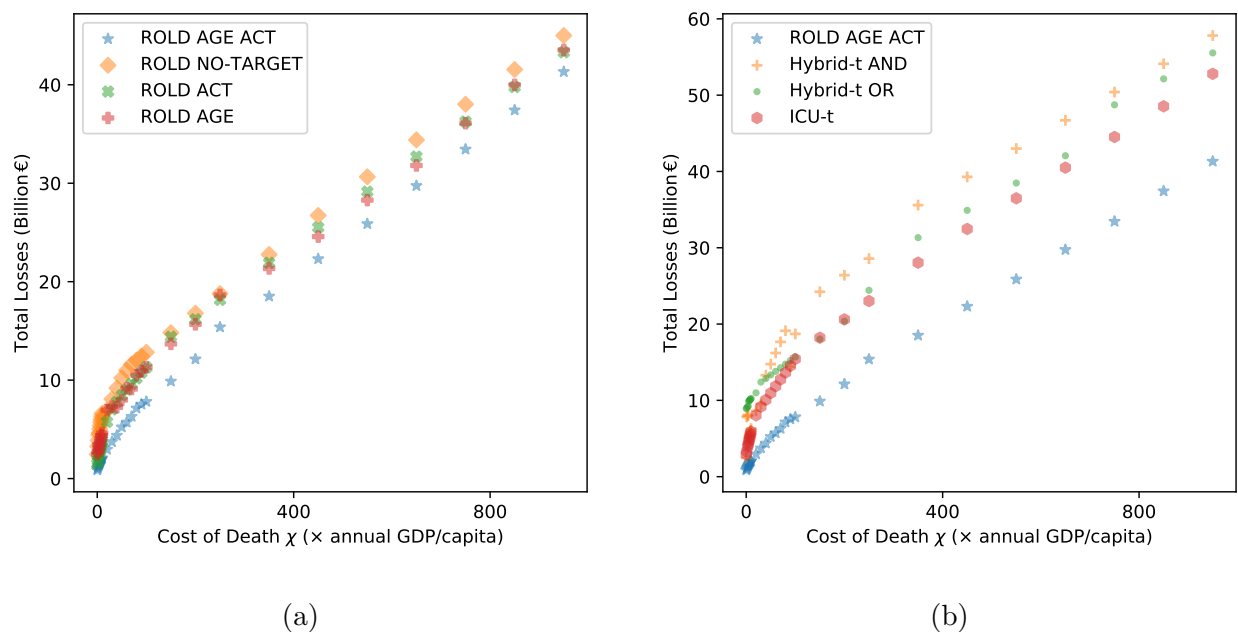 ROLD AGE ACT
ROLD NO-TARGET
ROLD ACT
ROLD AGE
40
30
20
10
0
Total Losses (Billion€)
0
400
800
Cost of Death χ (× annual GDP/capita)
(a)
ROLD AGE ACT
Hybrid-t AND
Hybrid-t OR
ICU-t
60
50
40
30
20
10
0
Total Losses (Billion€)
0
400
800
Cost of Death χ (× annual GDP/capita)
(b)